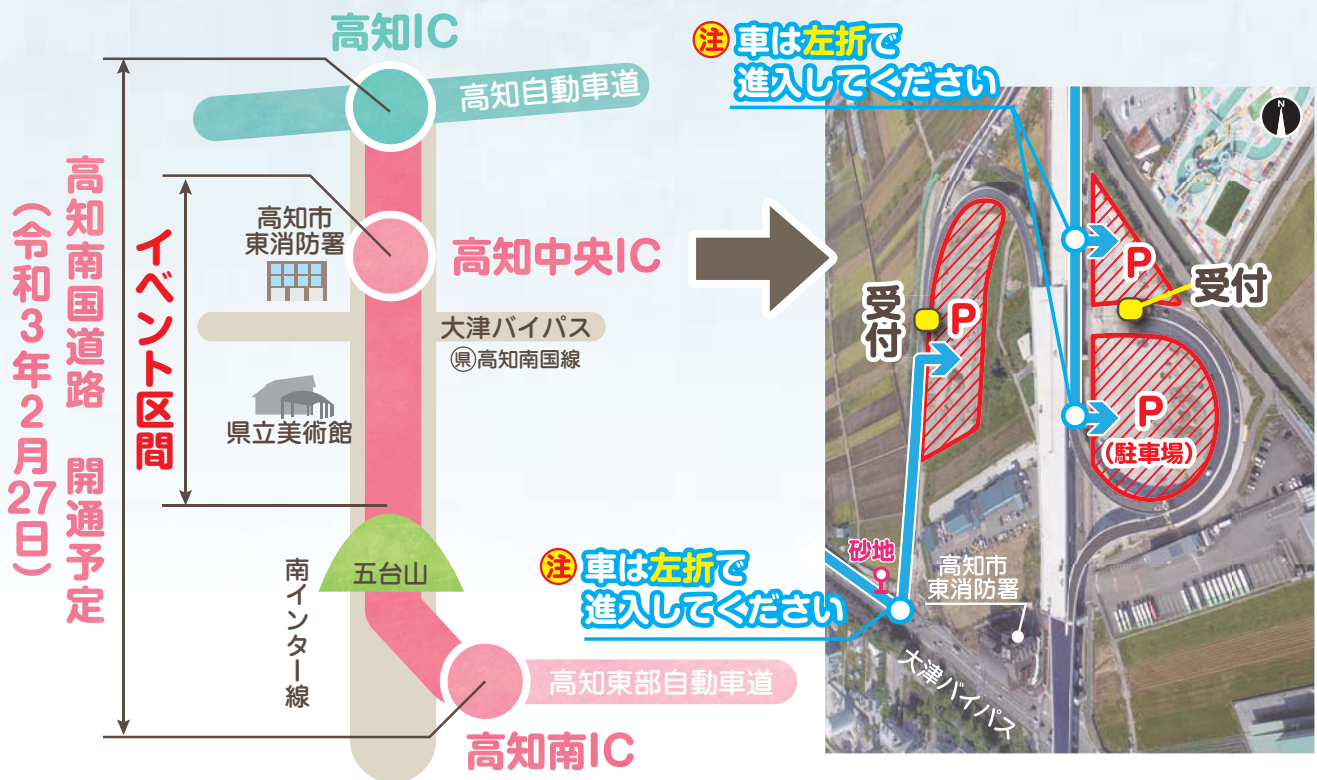 高知IC
高知自動車道
高知南国道路 開通予定
(令和3年2月27日)
イベント区間
高知市
東消防署
高知中央IC
大津バイパス
県高知南国線
県立美術館
五台山
南インター線
高知東部自動車道
高知南IC
注 車は左折で
進入してください
N
P
受付
受付
P
P
(駐車場)
注 車は左折で
進入してください
砂地
高知市
東消防署
大津バイパス